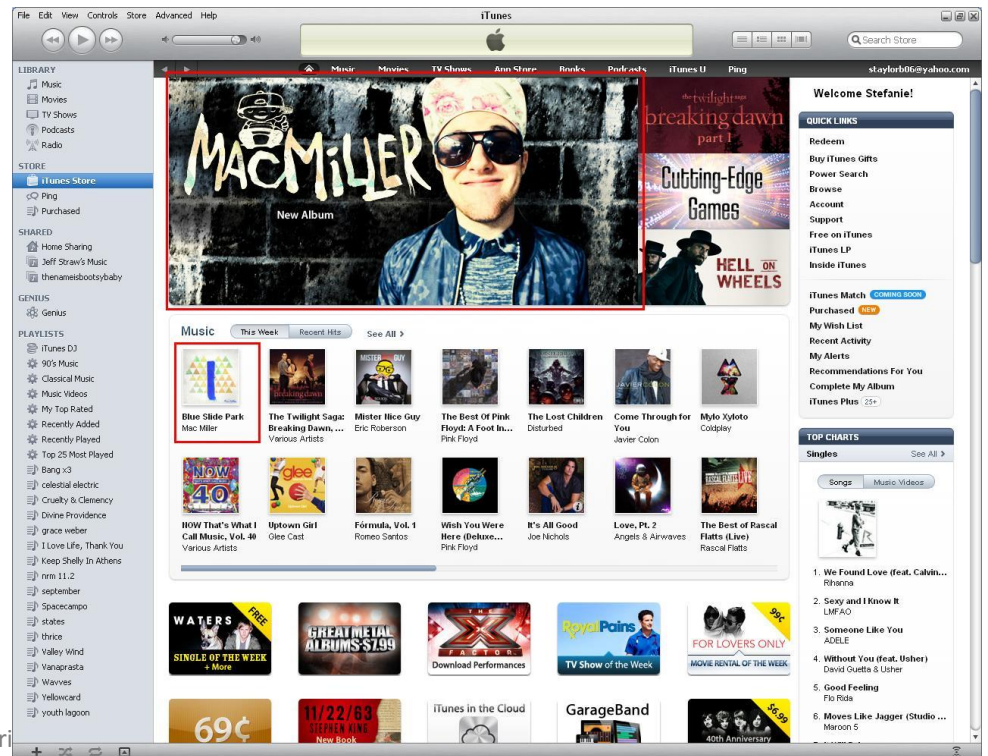 File Edit View Controls Store Advanced Help
iTunes
Search Store
LIBRARY
Music
Movies
TV Shows
Podcasts
Radio
STORE
iTunes Store
Ping
Purchased
SHARED
Home Sharing
Jeff Straw's Music
thenameisbootsybaby
GENIUS
Genius
PLAYLISTS
iTunes DJ
90's Music
Classical Music
Music Videos
My Top Rated
Recently Added
Recently Played
Top 25 Most Played
Bang x3
celestial electric
Cruelty & Clemency
Divine Providence
grace weber
I Love Life, Thank You
Keep Shelly In Athens
nrm 11.2
september
Spacecampo
states
thrice
Valley Wind
Vanaprasta
Wavves
Yellowcard
youth lagoon
Music Movies TV Shows App Store Books Podcasts iTunes U Ping
staylorb06@yahoo.com
MAC MILLER
New Album
the twilight saga
breaking dawn
part 1
Cutting-Edge
Games
HELL ON
WHEELS
Music This Week Recent Hits See All >
Blue Slide Park
Mac Miller
The Twilight Saga:
Breaking Dawn, ...
Various Artists
Mister Nice Guy
Eric Roberson
The Best Of Pink
Floyd: A Foot In...
Pink Floyd
The Lost Children
Disturbed
Come Through for
You
Javier Colon
Mylo Xyloto
Coldplay
NOW
40
NOW That's What I
Call Music, Vol. 40
Various Artists
glee
Uptown Girl
Glee Cast
Fórmula, Vol. 1
Romeo Santos
Wish You Were
Here (Deluxe...
Pink Floyd
It's All Good
Joe Nichols
Love, Pt. 2
Angels & Airwaves
RASCAL FLATTS LIVE
The Best of Rascal
Flatts (Live)
Rascal Flatts
WATERS
FREE
SINGLE OF THE WEEK
+ More
GREAT METAL
ALBUMS-$7.99
THE
X
FACTOR
Download Performances
Royal Pains
TV Show of the Week
99¢
FOR LOVERS ONLY
MOVIE RENTAL OF THE WEEK
69¢
11/22/63
STEPHEN KING
New Book
iTunes in the Cloud
GarageBand
$6.99
40th Anniversary
Welcome Stefanie!
QUICK LINKS
Redeem
Buy iTunes Gifts
Power Search
Browse
Account
Support
Free on iTunes
iTunes LP
Inside iTunes
iTunes Match COMING SOON
Purchased NEW
My Wish List
Recent Activity
My Alerts
Recommendations For You
Complete My Album
iTunes Plus 25+
TOP CHARTS
Singles See All >
Songs Music Videos
1. We Found Love (feat. Calvin...
Rihanna
2. Sexy and I Know It
LMFAO
3. Someone Like You
ADELE
4. Without You (feat. Usher)
David Guetta & Usher
5. Good Feeling
Flo Rida
6. Moves Like Jagger (Studio ...
Maroon 5